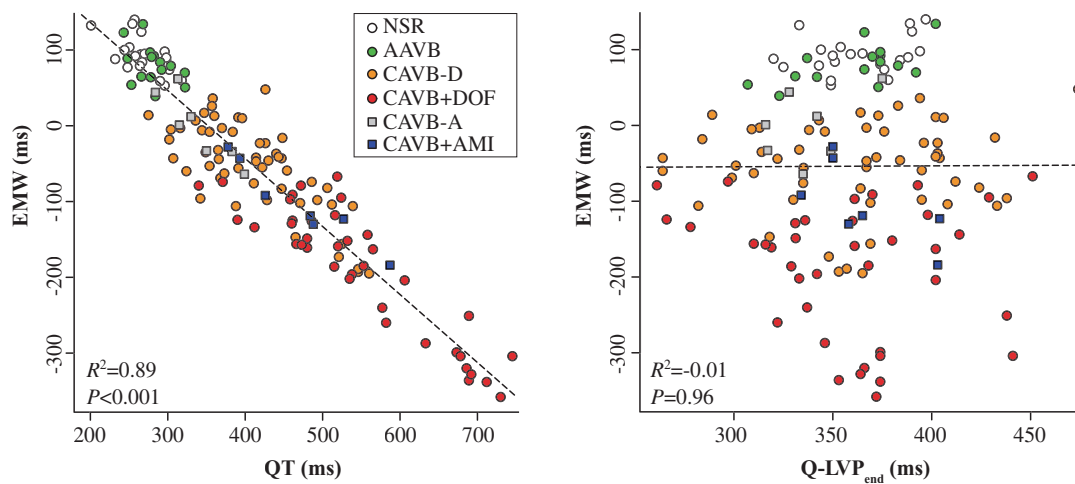 EMW (ms)
100
0
-100
-200
-300
200
300
400
500
600
700
QT (ms)
R²=0.89
P<0.001
NSR
AAVB
CAVB-D
CAVB+DOF
CAVB-A
CAVB+AMI
EMW (ms)
100
0
-100
-200
-300
300
350
400
450
Q-LVPend (ms)
R²=-0.01
P=0.96